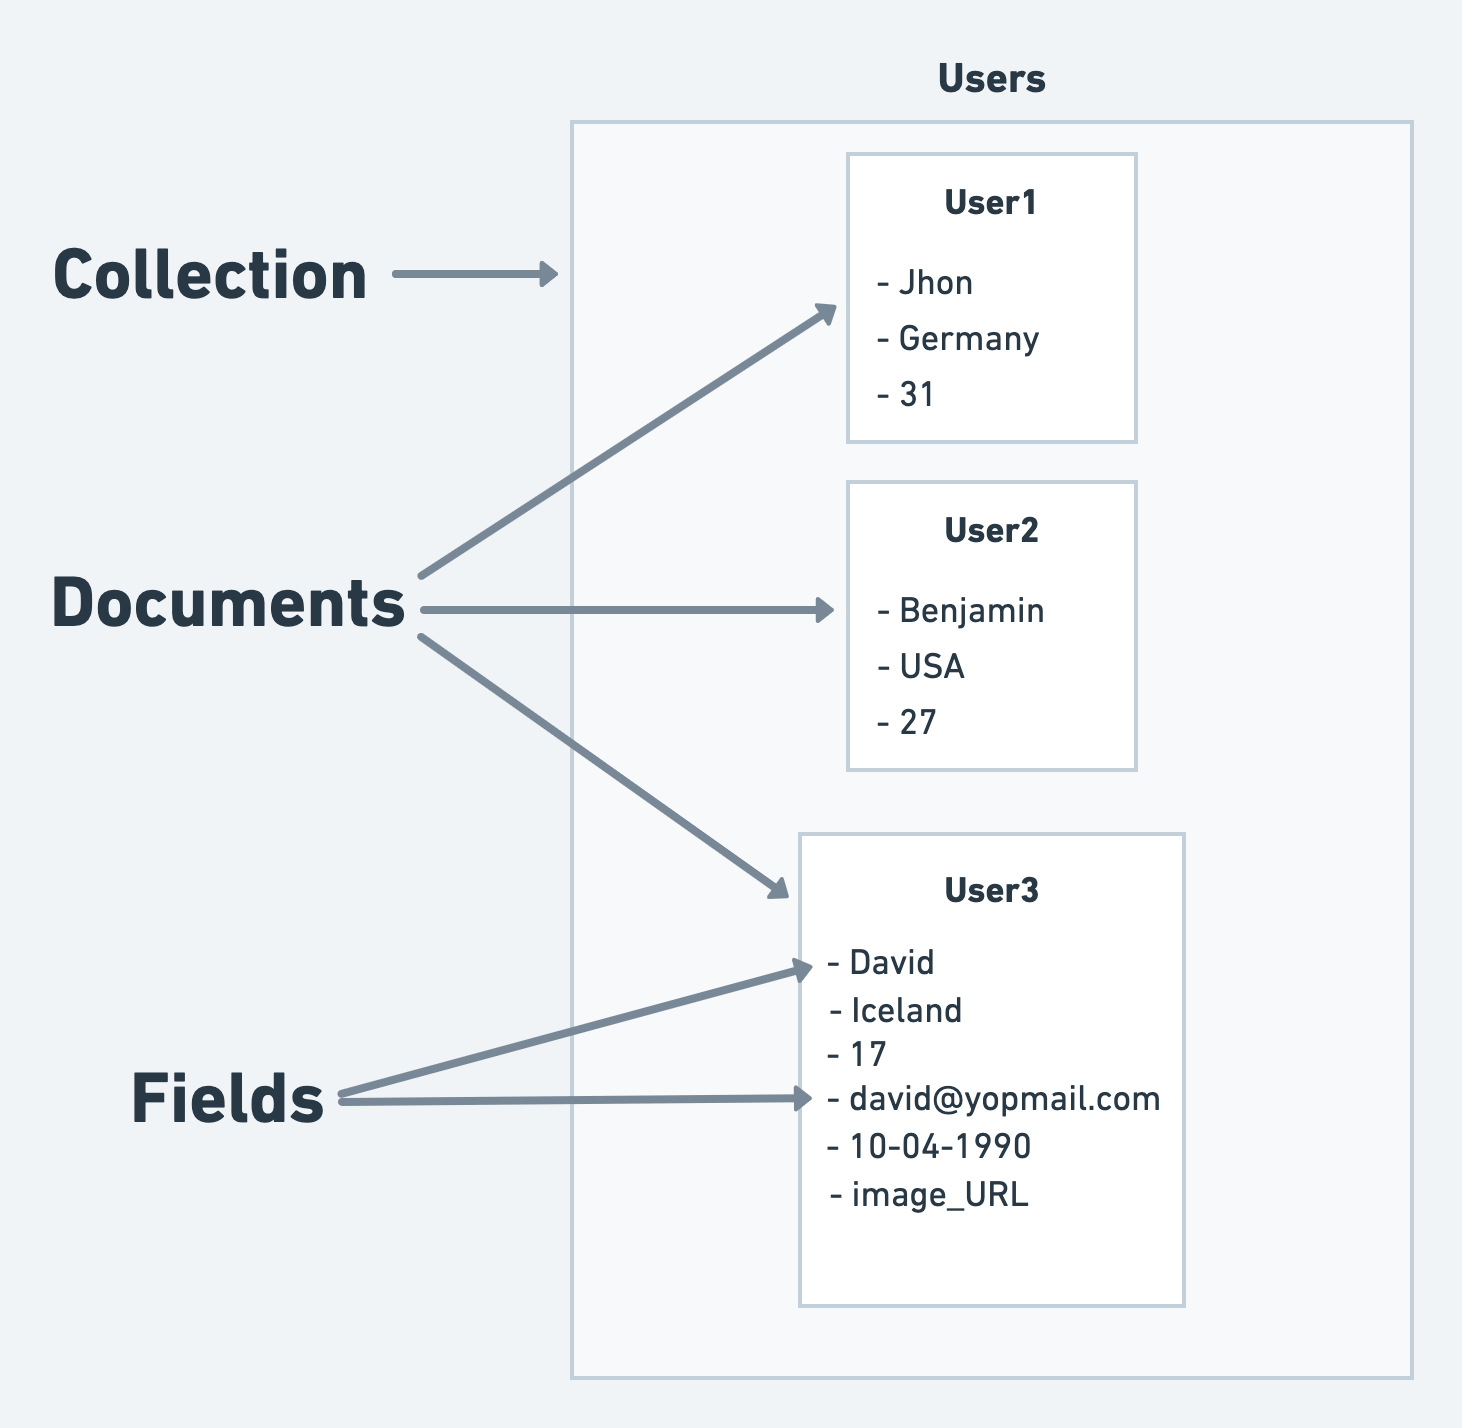 Users
Collection
Documents
Fields
User1
- Jhon
- Germany
- 31
User2
- Benjamin
- USA
- 27
User3
- David
- Iceland
- 17
- david@yopmail.com
- 10-04-1990
- image_URL